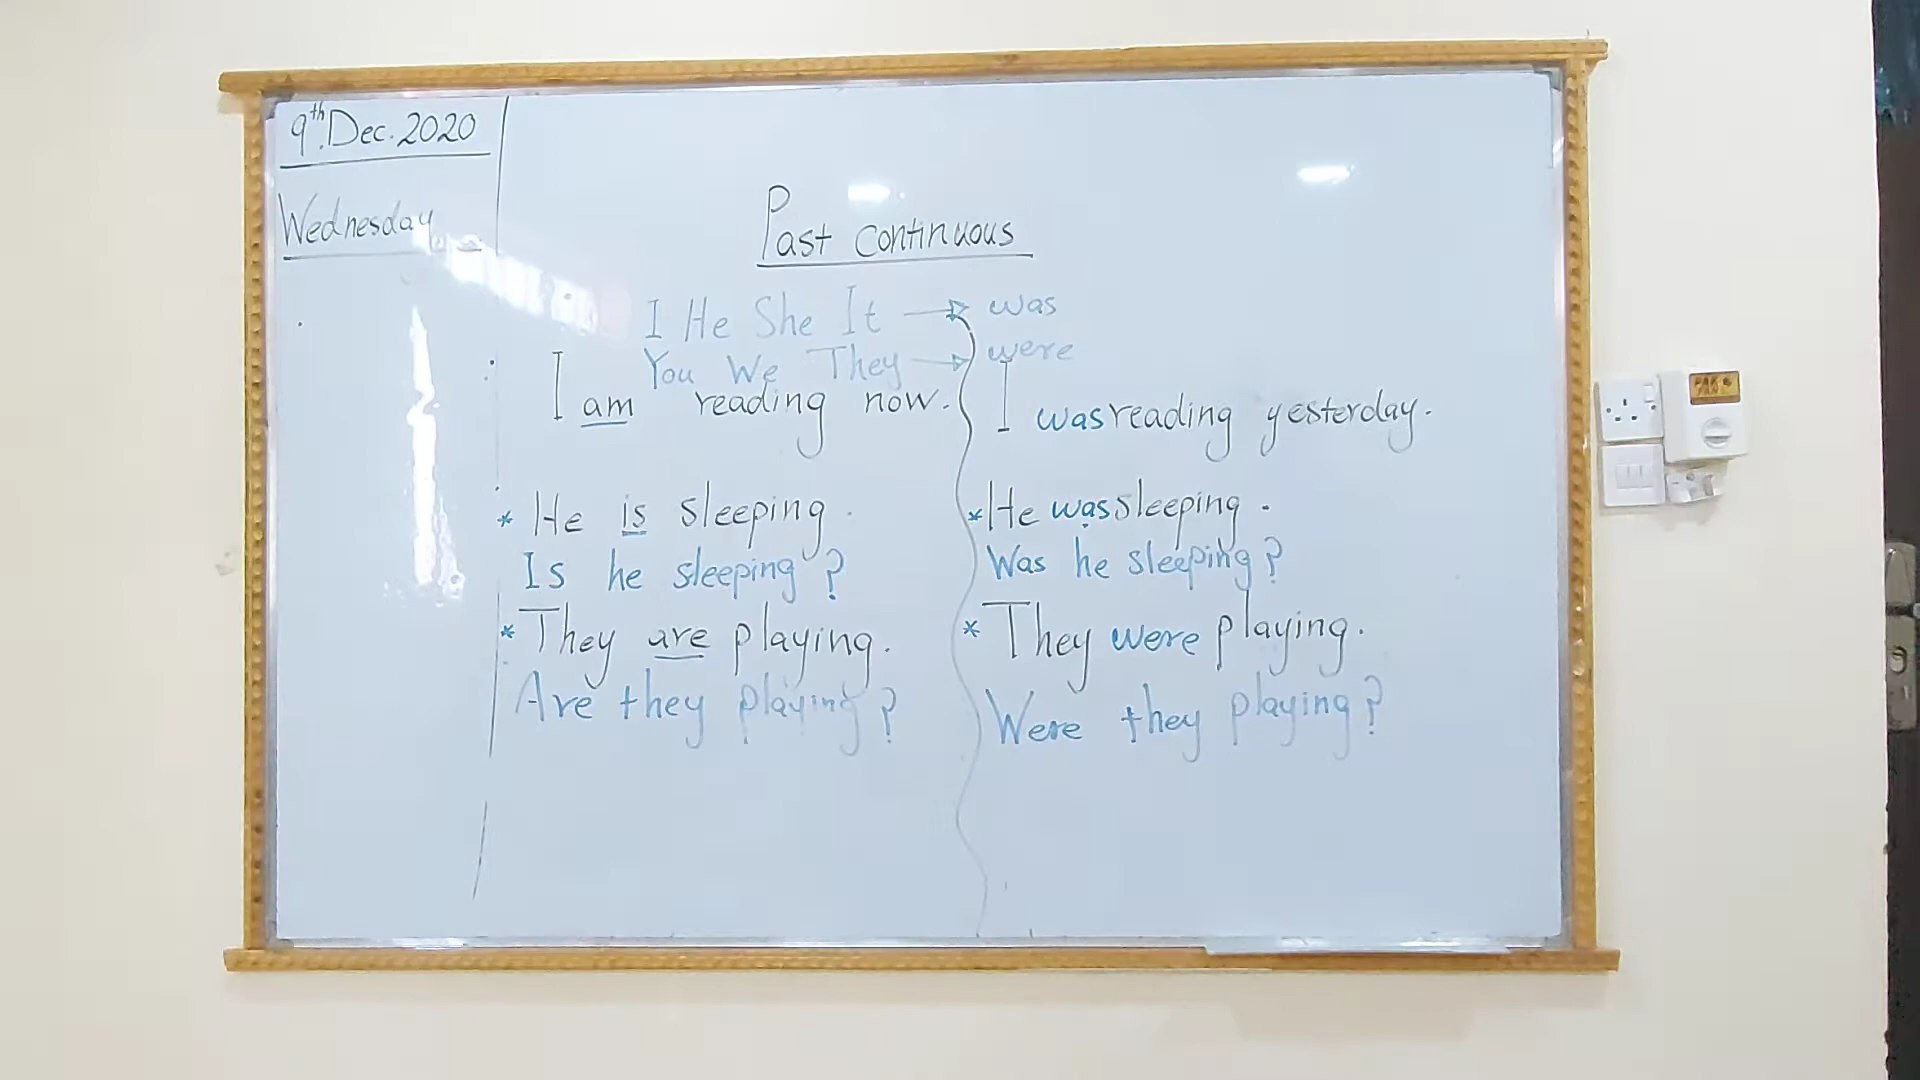 9th Dec. 2020
Wednesday
Past continuous
I He She It → was
You We They → were
I am reading now.
I was reading yesterday.
* He is sleeping.
Is he sleeping?
* They are playing.
Are they playing?
* He was sleeping.
Was he sleeping?
* They were playing.
Were they playing?